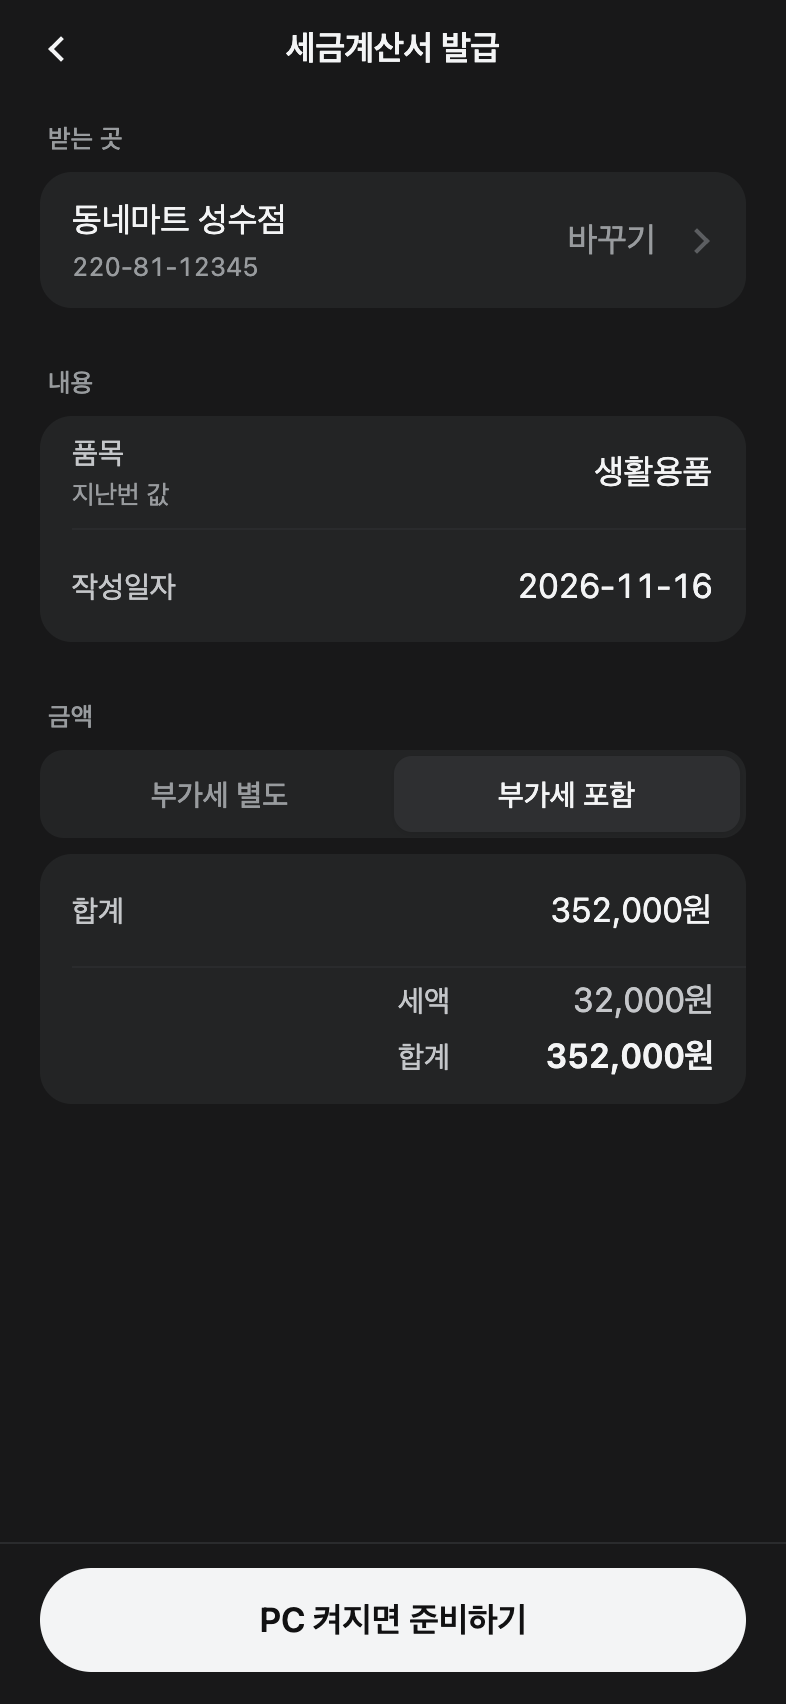 세금계산서 발급
받는 곳
동네마트 성수점
220-81-12345
바꾸기
내용
품목
지난번 값
생활용품
작성일자
2026-11-16
금액
부가세 별도
부가세 포함
합계
352,000원
세액
32,000원
합계
352,000원
PC 켜지면 준비하기